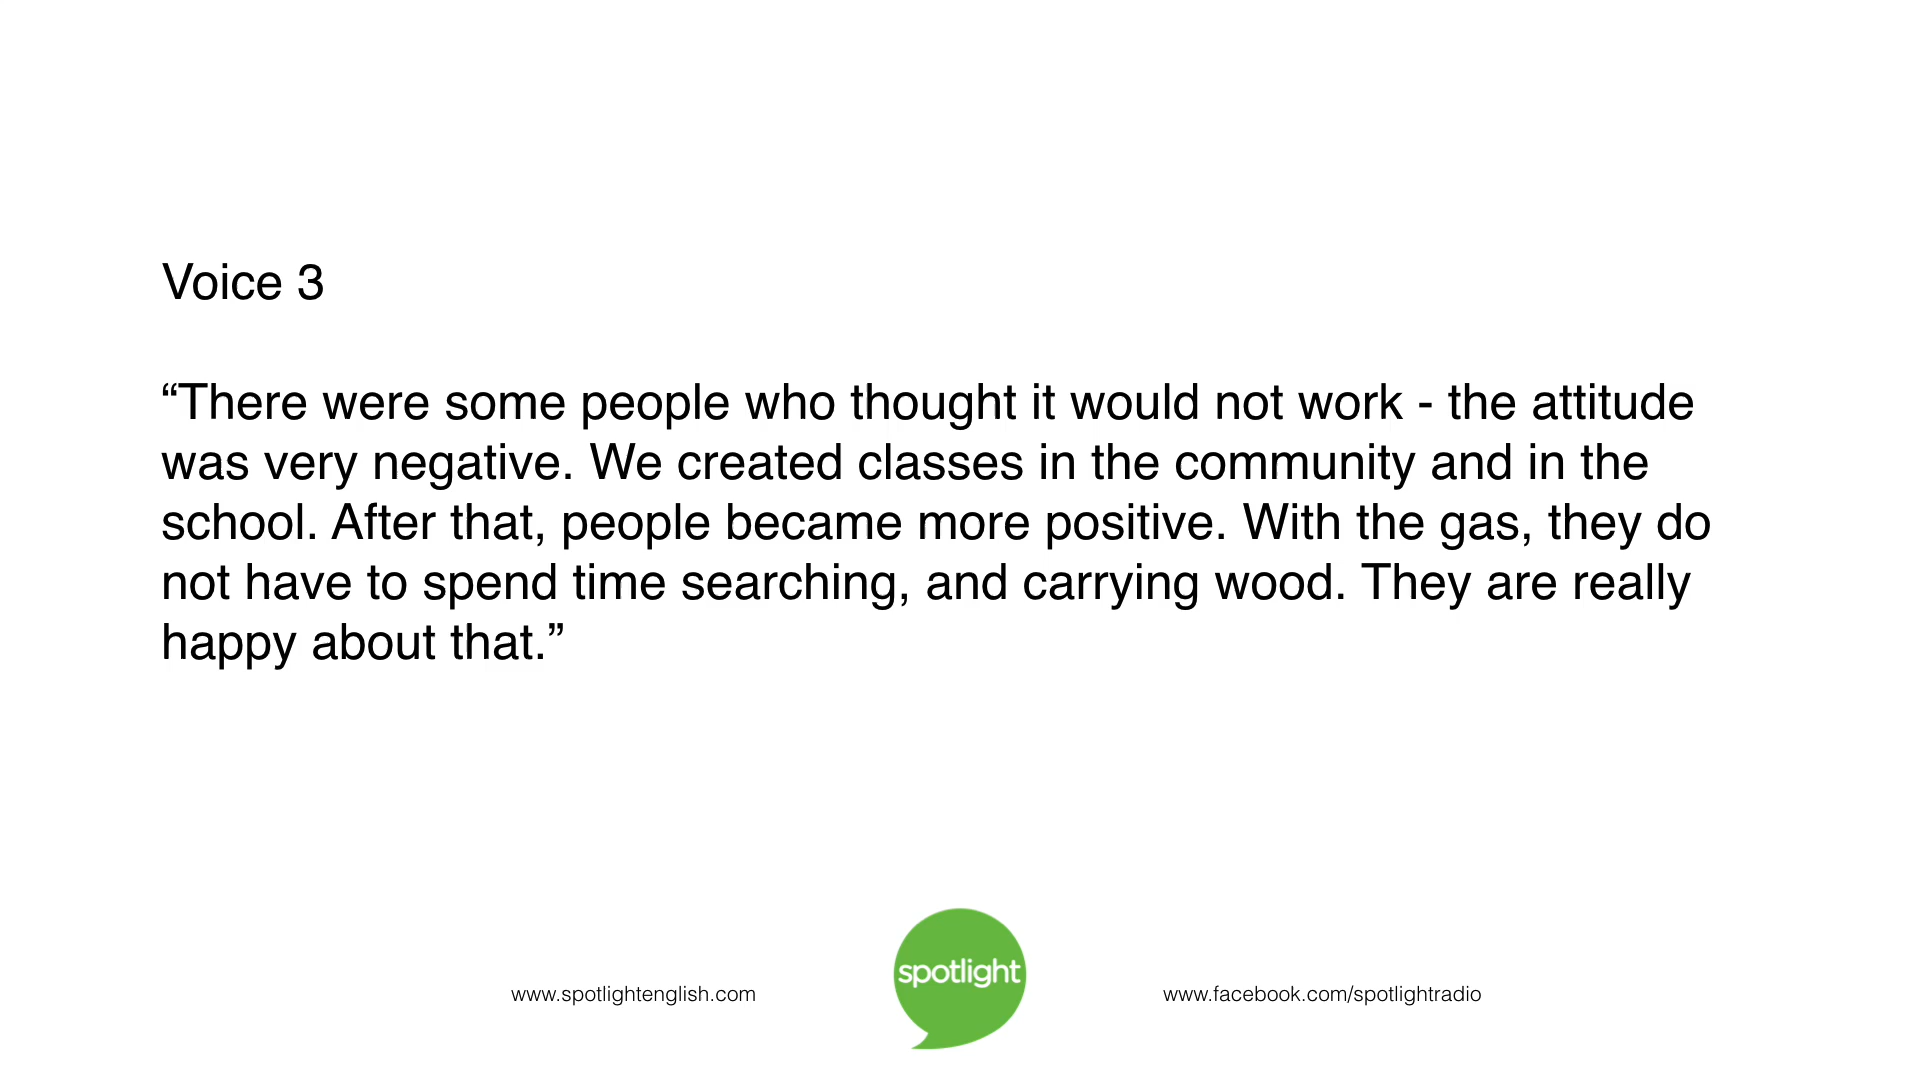 Voice 3
“There were some people who thought it would not work - the attitude
was very negative. We created classes in the community and in the
school. After that, people became more positive. With the gas, they do
not have to spend time searching, and carrying wood. They are really
happy about that.”
spotlight
www.spotlightenglish.com
www.facebook.com/spotlightradio